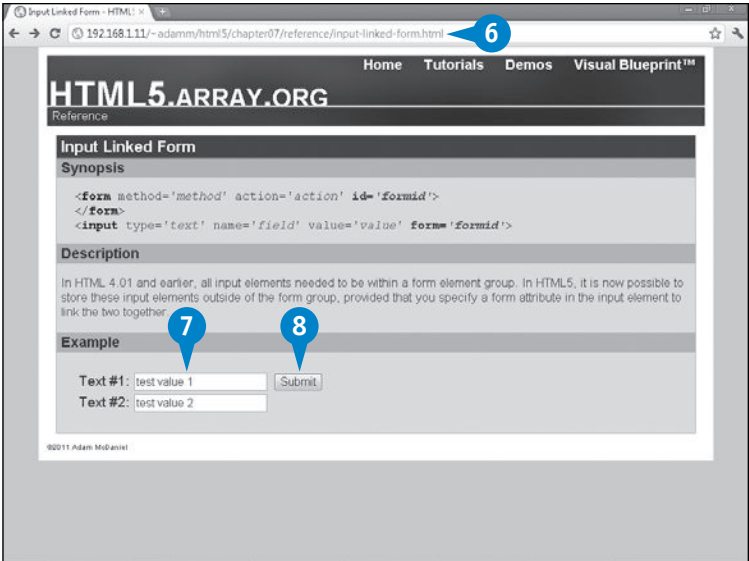 Input Linked Form - HTML5 ×
192.168.1.11/~adamm/html5/chapter07/reference/input-linked-form.html
6
Home Tutorials Demos Visual Blueprint™
HTML5.ARRAY.ORG
Reference
Input Linked Form
Synopsis
<form method='method' action='action' id='formid'>
</form>
<input type='text' name='field' value='value' form='formid'>
Description
In HTML 4.01 and earlier, all input elements needed to be within a form element group. In HTML5, it is now possible to
store these input elements outside of the form group, provided that you specify a form attribute in the input element to
link the two together.
7 8
Example
Text #1: test value 1 Submit
Text #2: test value 2
©2011 Adam McDaniel